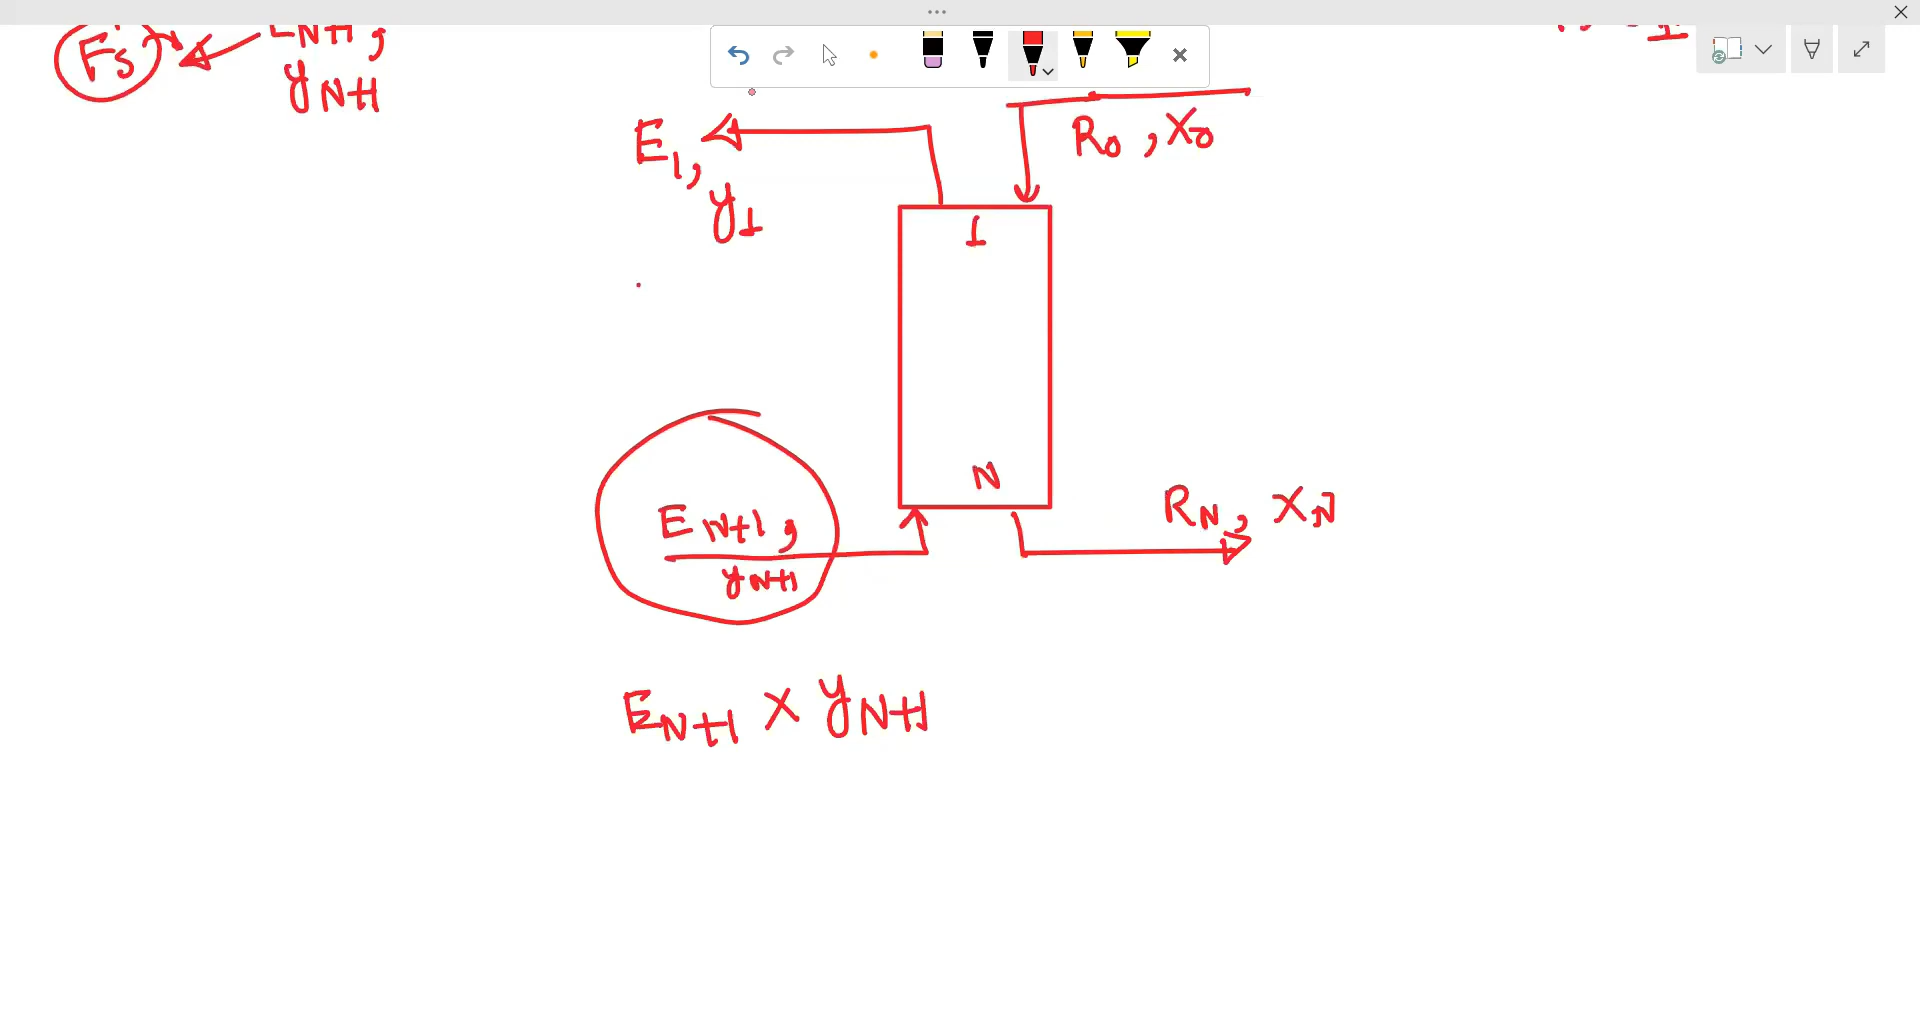 Fs
yN+1
E1,
y1
R0, X0
1
N
EN+1,
yN+1
RN, XN
EN+1 X yN+1